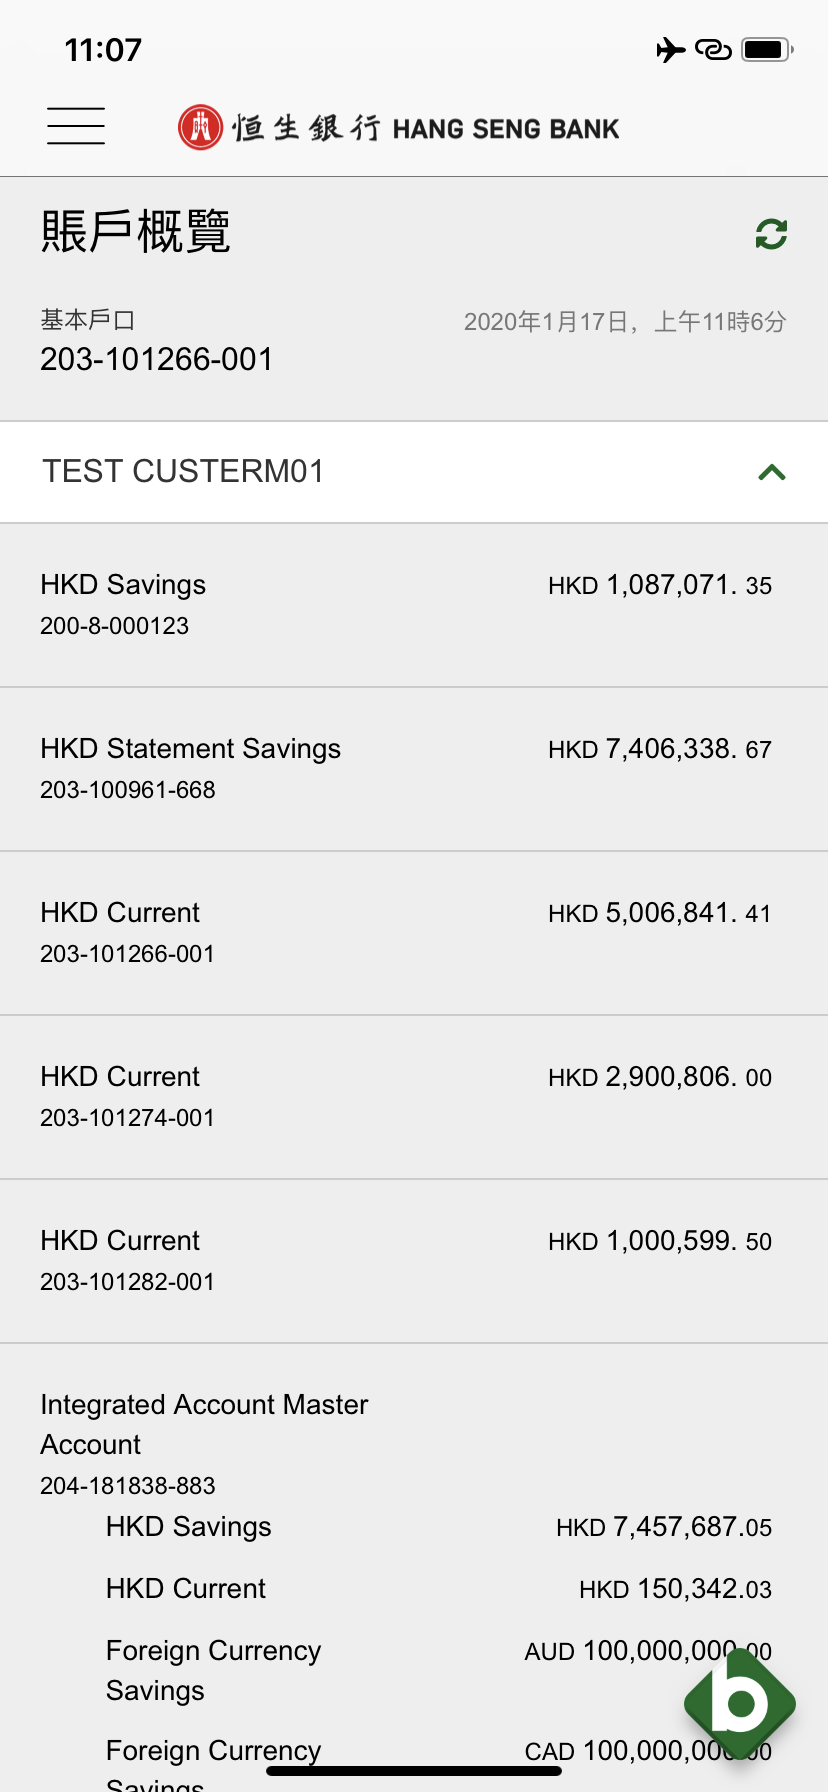 11:07
恒生銀行 HANG SENG BANK
賬戶概覽
基本戶口
2020年1月17日，上午11時6分
203-101266-001
TEST CUSTERM01
HKD Savings
HKD 1,087,071. 35
200-8-000123
HKD Statement Savings
HKD 7,406,338. 67
203-100961-668
HKD Current
HKD 5,006,841. 41
203-101266-001
HKD Current
HKD 2,900,806. 00
203-101274-001
HKD Current
HKD 1,000,599. 50
203-101282-001
Integrated Account Master
Account
204-181838-883
HKD Savings
HKD 7,457,687.05
HKD Current
HKD 150,342.03
Foreign Currency
AUD 100,000,000.00
Savings
b
Foreign Currency
CAD 100,000,00
Savings